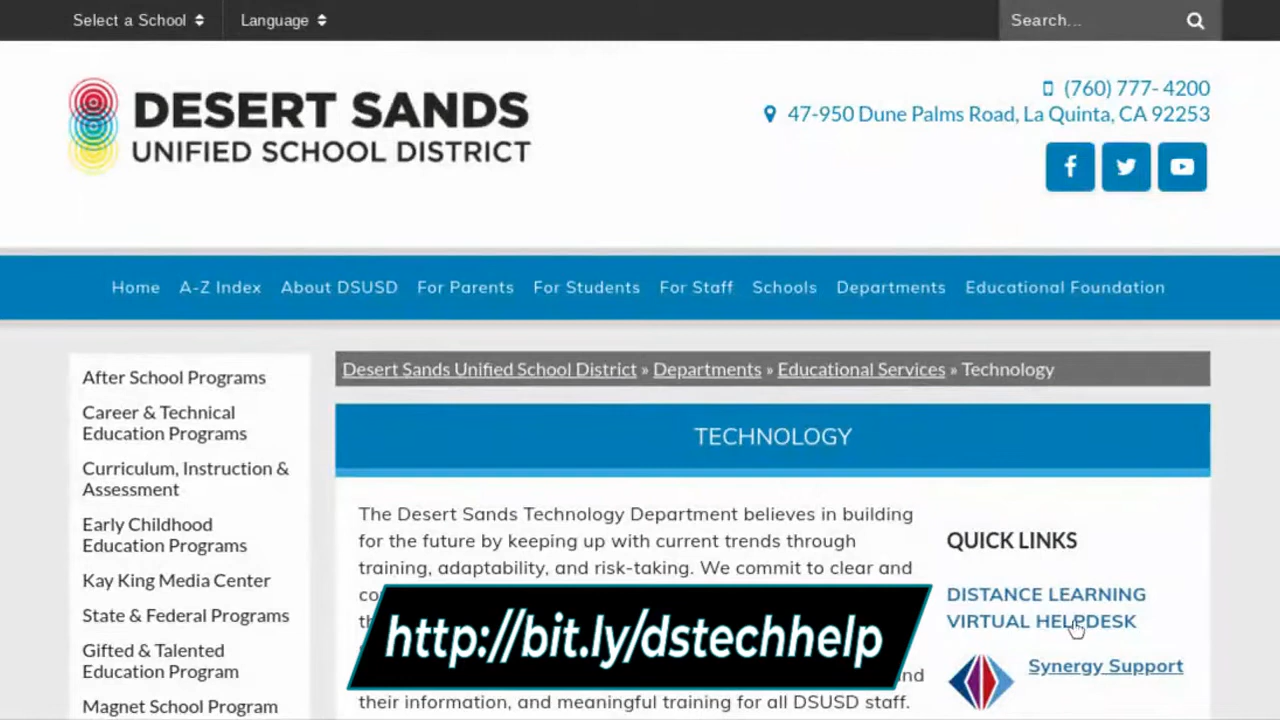 Select a School
Language
Search...
DESERT SANDS
UNIFIED SCHOOL DISTRICT
(760) 777- 4200
47-950 Dune Palms Road, La Quinta, CA 92253
Home A-Z Index About DSUSD For Parents For Students For Staff Schools Departments Educational Foundation
After School Programs
Career & Technical
Education Programs
Curriculum, Instruction &
Assessment
Early Childhood
Education Programs
Kay King Media Center
State & Federal Programs
Gifted & Talented
Education Program
Magnet School Program
Desert Sands Unified School District » Departments » Educational Services » Technology
TECHNOLOGY
The Desert Sands Technology Department believes in building
for the future by keeping up with current trends through
training, adaptability, and risk-taking. We commit to clear and
http://bit.ly/dstechhelp
their information, and meaningful training for all DSUSD staff.
QUICK LINKS
DISTANCE LEARNING
VIRTUAL HELPDESK
Synergy Support